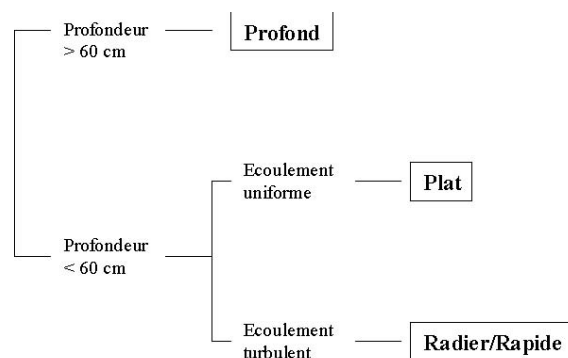 Profondeur
> 60 cm
Profond
Ecoulement
uniforme
Plat
Profondeur
< 60 cm
Ecoulement
turbulent
Radier/Rapide